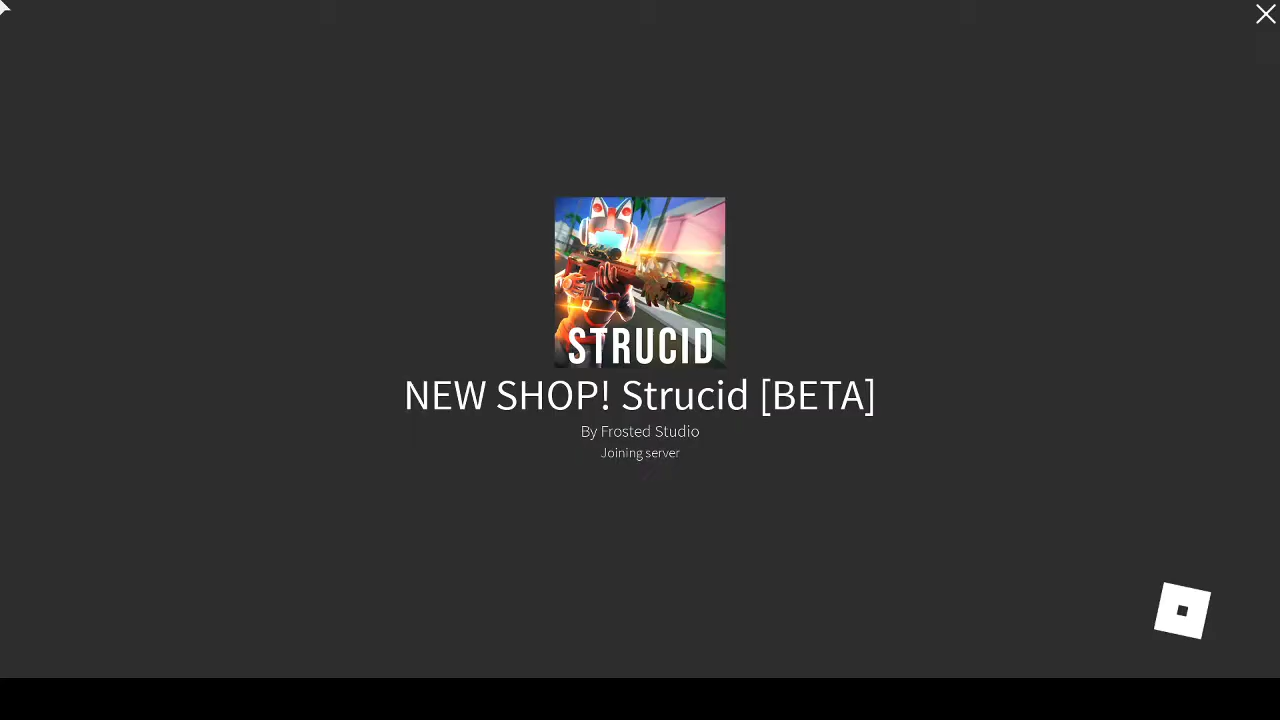 STRUCID
NEW SHOP! Strucid [BETA]
By Frosted Studio
Joining server